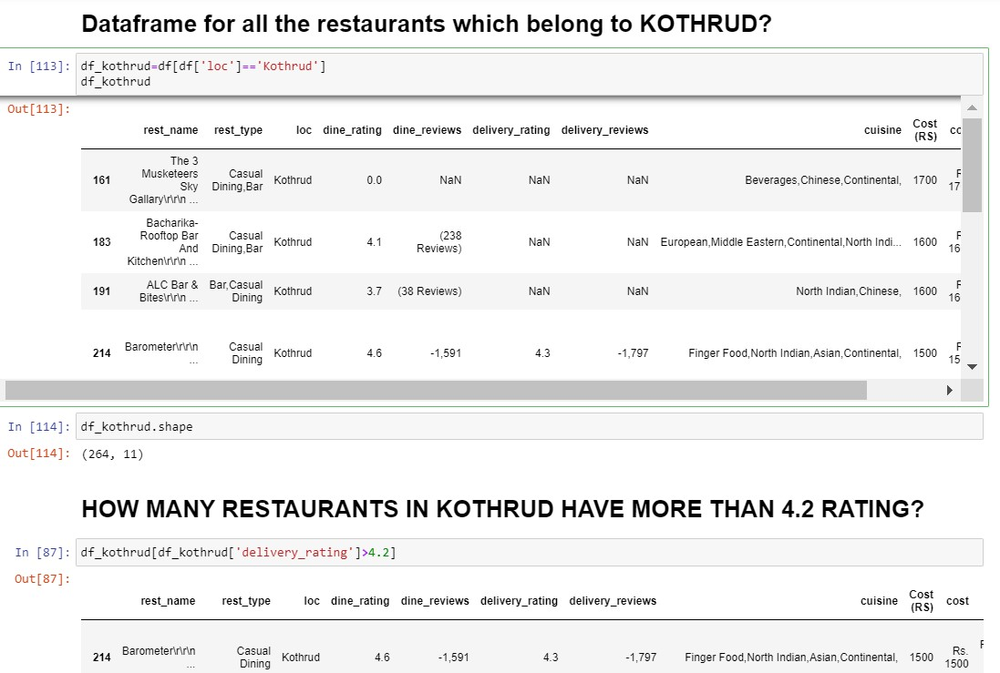 Dataframe for all the restaurants which belong to KOTHRUD?
In [113]: df_kothrud=df[df['loc']=='Kothrud']
df_kothrud
Out[113]:
rest_name rest_type loc dine_rating dine_reviews delivery_rating delivery_reviews cuisine Cost (RS)
161 The 3 Musketeers Sky Gallary\r\r\n ... Casual Dining,Bar Kothrud 0.0 NaN NaN NaN Beverages,Chinese,Continental, 1700
183 Bacharika-Rooftop Bar And Kitchen\r\r\n ... Casual Dining,Bar Kothrud 4.1 (238 Reviews) NaN NaN European,Middle Eastern,Continental,North Indi... 1600
191 ALC Bar & Bites\r\r\n ... Bar,Casual Dining Kothrud 3.7 (38 Reviews) NaN NaN North Indian,Chinese, 1600
214 Barometer\r\r\n ... Casual Dining Kothrud 4.6 -1,591 4.3 -1,797 Finger Food,North Indian,Asian,Continental, 1500
In [114]: df_kothrud.shape
Out[114]: (264, 11)
HOW MANY RESTAURANTS IN KOTHRUD HAVE MORE THAN 4.2 RATING?
In [87]: df_kothrud[df_kothrud['delivery_rating']>4.2]
Out[87]:
rest_name rest_type loc dine_rating dine_reviews delivery_rating delivery_reviews cuisine Cost (RS) cost
214 Barometer\r\r\n ... Casual Dining Kothrud 4.6 -1,591 4.3 -1,797 Finger Food,North Indian,Asian,Continental, 1500 Rs. 1500